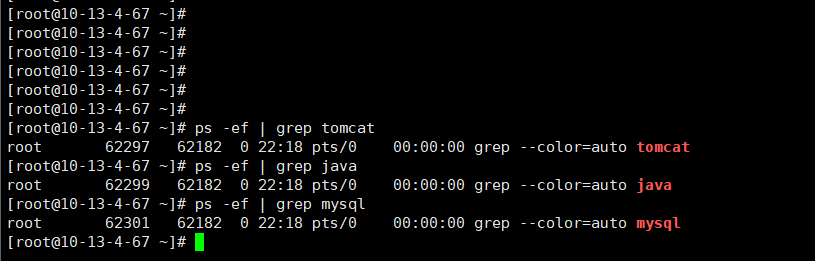 [root@10-13-4-67 ~]#
[root@10-13-4-67 ~]#
[root@10-13-4-67 ~]#
[root@10-13-4-67 ~]#
[root@10-13-4-67 ~]#
[root@10-13-4-67 ~]#
[root@10-13-4-67 ~]# ps -ef | grep tomcat
root       62297   62182  0 22:18 pts/0    00:00:00 grep --color=auto tomcat
[root@10-13-4-67 ~]# ps -ef | grep java
root       62299   62182  0 22:18 pts/0    00:00:00 grep --color=auto java
[root@10-13-4-67 ~]# ps -ef | grep mysql
root       62301   62182  0 22:18 pts/0    00:00:00 grep --color=auto mysql
[root@10-13-4-67 ~]#